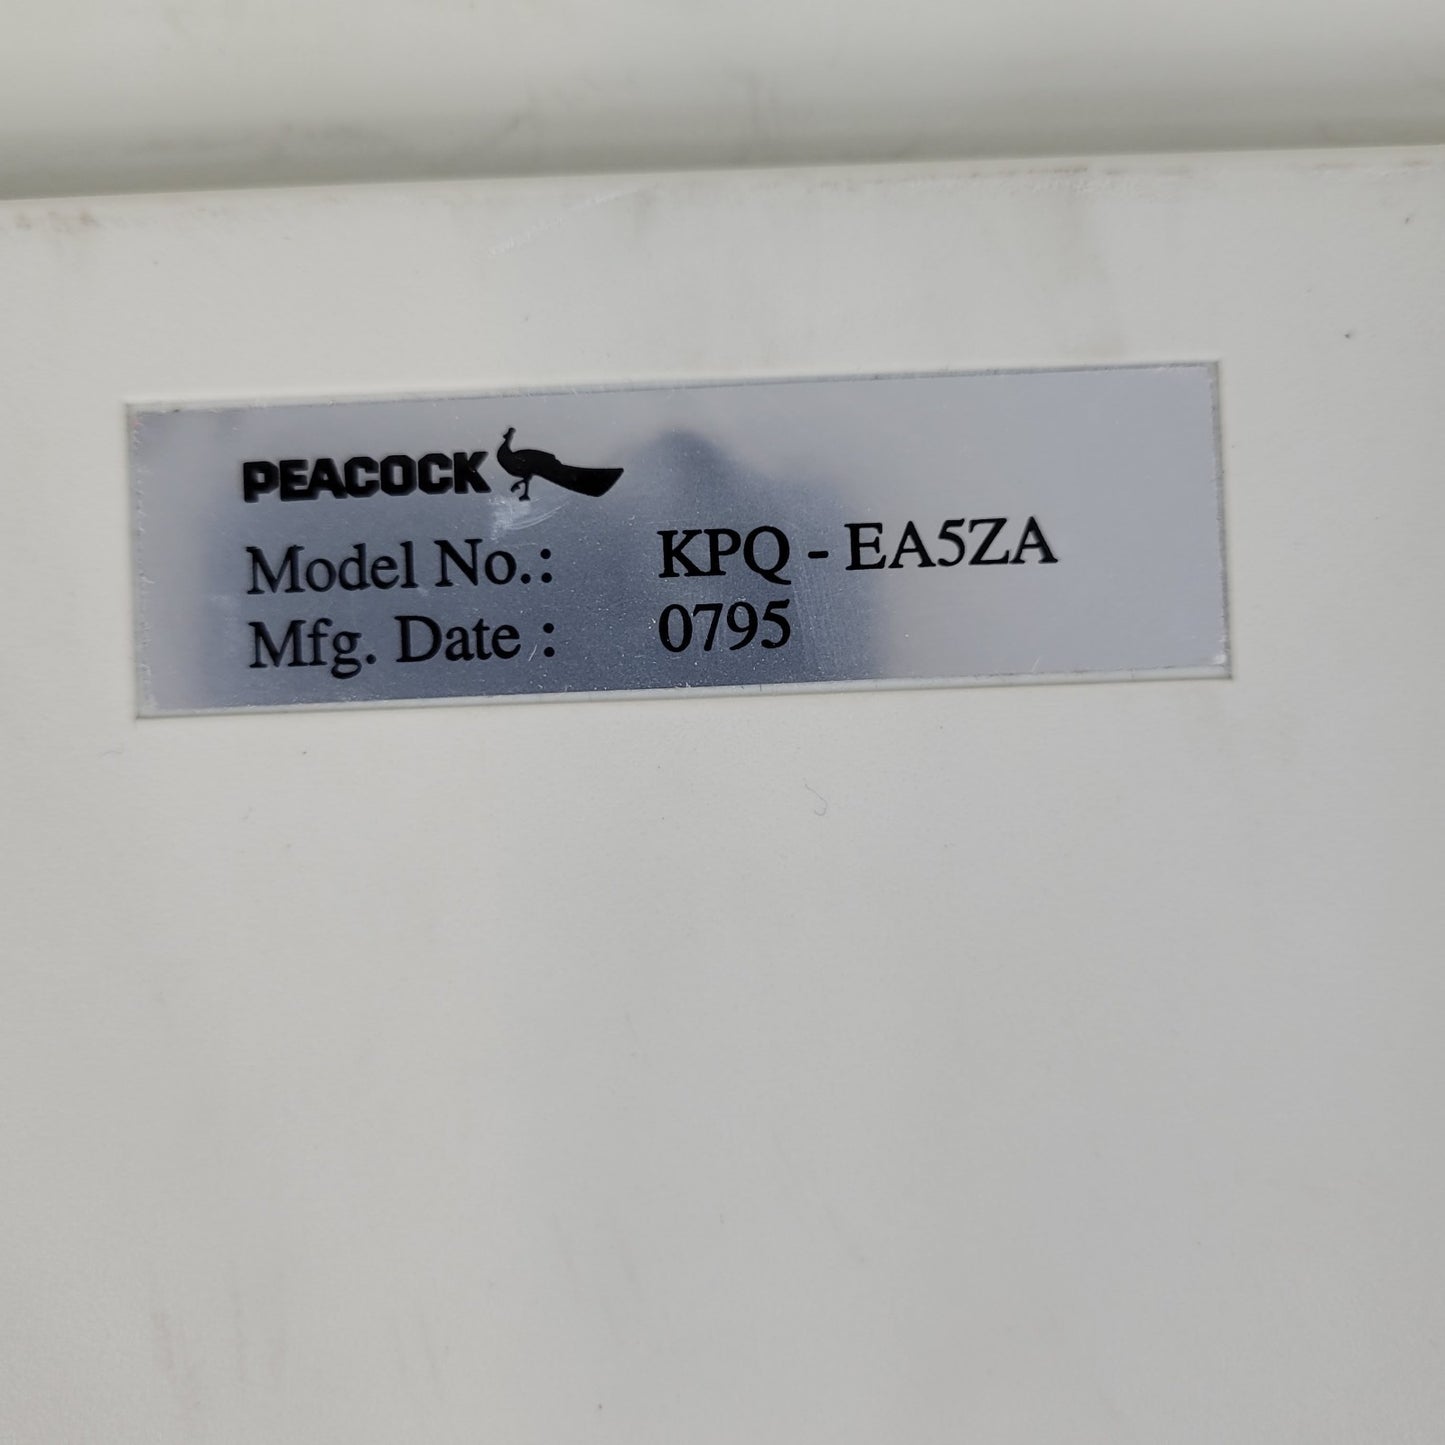 PEACOCK
Model No.: KPQ - EA5ZA
Mfg. Date : 0795